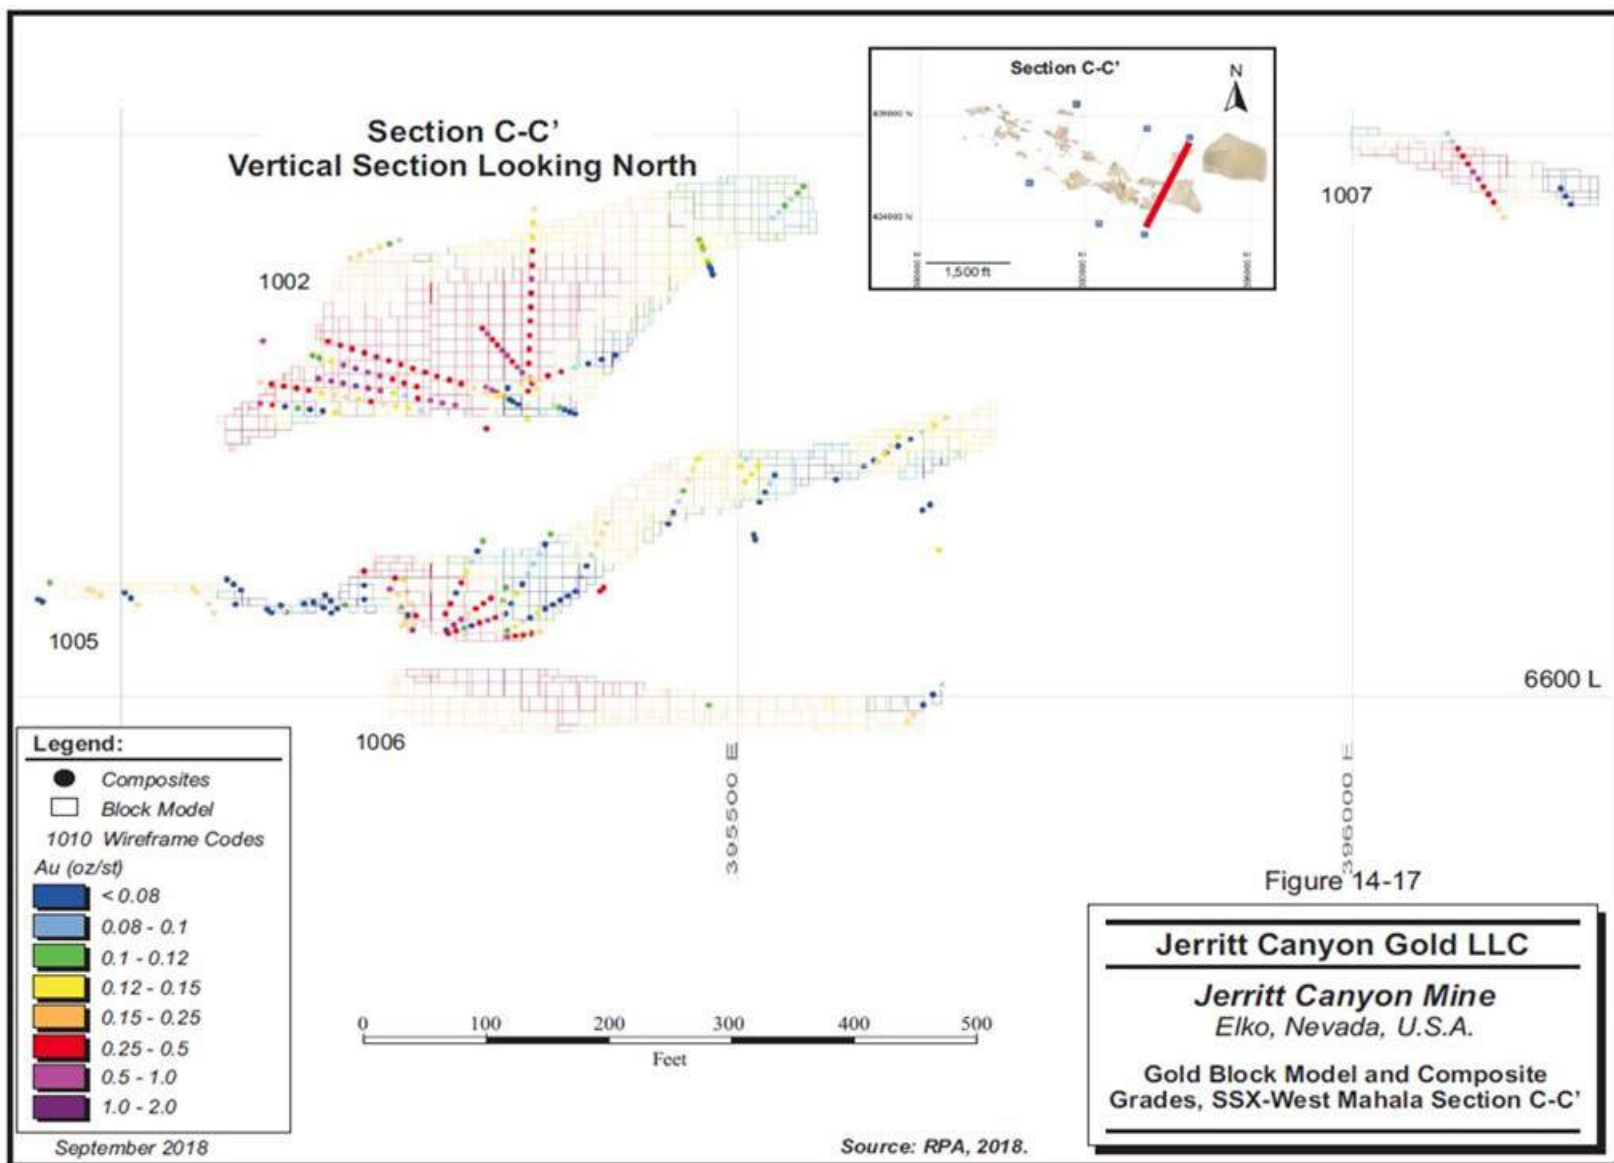 Section C-C'
Vertical Section Looking North
Section C-C'
N
404000 N
1,500 ft
1007
1002
1005
6600 L
1006
395500 E
396000 E
Legend:
Composites
Block Model
1010 Wireframe Codes
Au (oz/st)
< 0.08
0.08 - 0.1
0.1 - 0.12
0.12 - 0.15
0.15 - 0.25
0.25 - 0.5
0.5 - 1.0
1.0 - 2.0
September 2018
0 100 200 300 400 500
Feet
Source: RPA, 2018.
Figure 14-17
Jerritt Canyon Gold LLC
Jerritt Canyon Mine
Elko, Nevada, U.S.A.
Gold Block Model and Composite
Grades, SSX-West Mahala Section C-C'